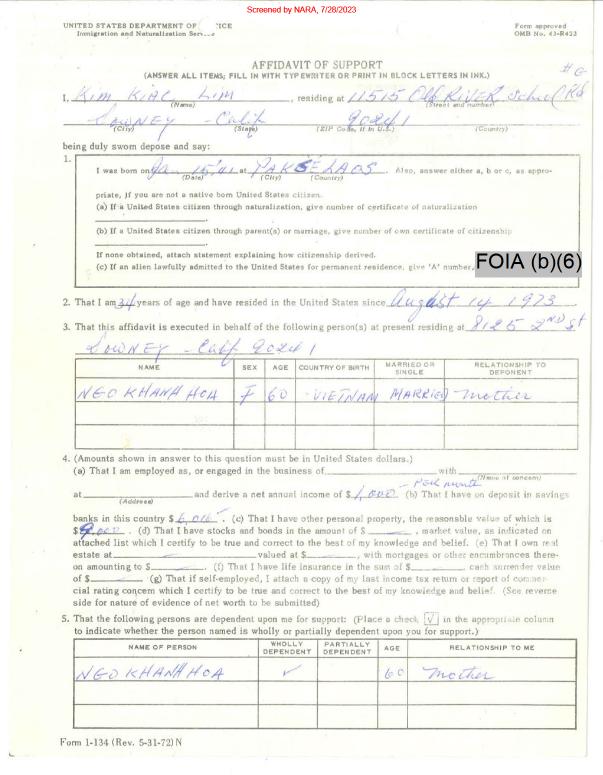 Screened by NARA, 7/28/2023
UNITED STATES DEPARTMENT OF ICE
Immigration and Naturalization
Form approved
OMB No. 43-R423
AFFIDAVIT OF SUPPORT
(ANSWER ALL ITEMS; FILL IN WITH TYPEWRITER OR PRINT IN BLOCK LETTERS IN INK.)
# G
I, KIM KIAC LIM, residing at 11515 Old RIVER School Rd
(Name) (Street and number)
DOWNEY - Calif 90241
(City) (State) (ZIP Code, if in U.S.) (Country)
being duly sworn depose and say:
1. I was born on Ja. 15, 41 at PAKSE LAOS. Also, answer either a, b or c, as appro-
(Date) (City) (Country)
priate, if you are not a native born United States citizen.
(a) If a United States citizen through naturalization, give number of certificate of naturalization
(b) If a United States citizen through parent(s) or marriage, give number of own certificate of citizenship
If none obtained, attach statement explaining how citizenship derived.
(c) If an alien lawfully admitted to the United States for permanent residence, give 'A' number, FOIA (b)(6)
2. That I am 34 years of age and have resided in the United States since August 14 1973
3. That this affidavit is executed in behalf of the following person(s) at present residing at 8125 2ND St
DOWNEY - Calif 90241
NAME SEX AGE COUNTRY OF BIRTH MARRIED OR SINGLE RELATIONSHIP TO DEPONENT
NGO KHANH HOA F 60 - VIETNAM MARRIED Mother
4. (Amounts shown in answer to this question must be in United States dollars.)
(a) That I am employed as, or engaged in the business of with
(Name of concern)
at and derive a net annual income of $ 1,000 - Per month (b) That I have on deposit in savings
(Address)
banks in this country $ 6,016 -. (c) That I have other personal property, the reasonable value of which is
$ 9,000. (d) That I have stocks and bonds in the amount of $ , market value, as indicated on
attached list which I certify to be true and correct to the best of my knowledge and belief. (e) That I own real
estate at valued at $ , with mortgages or other encumbrances there-
on amounting to $ . (f) That I have life insurance in the sum of $ cash surrender value
of $ . (g) That if self-employed, I attach a copy of my last income tax return or report of commer-
cial rating concern which I certify to be true and correct to the best of my knowledge and belief. (See reverse
side for nature of evidence of net worth to be submitted)
5. That the following persons are dependent upon me for support: (Place a check √ in the appropriate column
to indicate whether the person named is wholly or partially dependent upon you for support.)
NAME OF PERSON WHOLLY DEPENDENT PARTIALLY DEPENDENT AGE RELATIONSHIP TO ME
NGO KHANH HOA ✓ 60 Mother
Form I-134 (Rev. 5-31-72) N